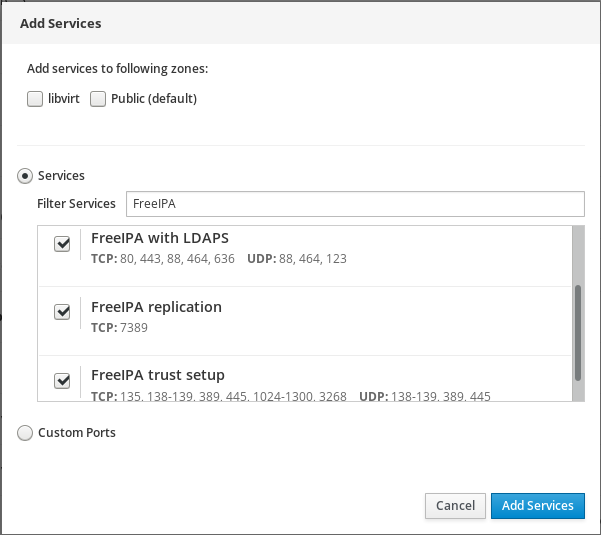 Add Services
Add services to following zones:
libvirt Public (default)
Services
Filter Services FreeIPA
FreeIPA with LDAPS
TCP: 80, 443, 88, 464, 636 UDP: 88, 464, 123
FreeIPA replication
TCP: 7389
FreeIPA trust setup
TCP: 135, 138-139, 389, 445, 1024-1300, 3268 UDP: 138-139, 389, 445
Custom Ports
Cancel Add Services